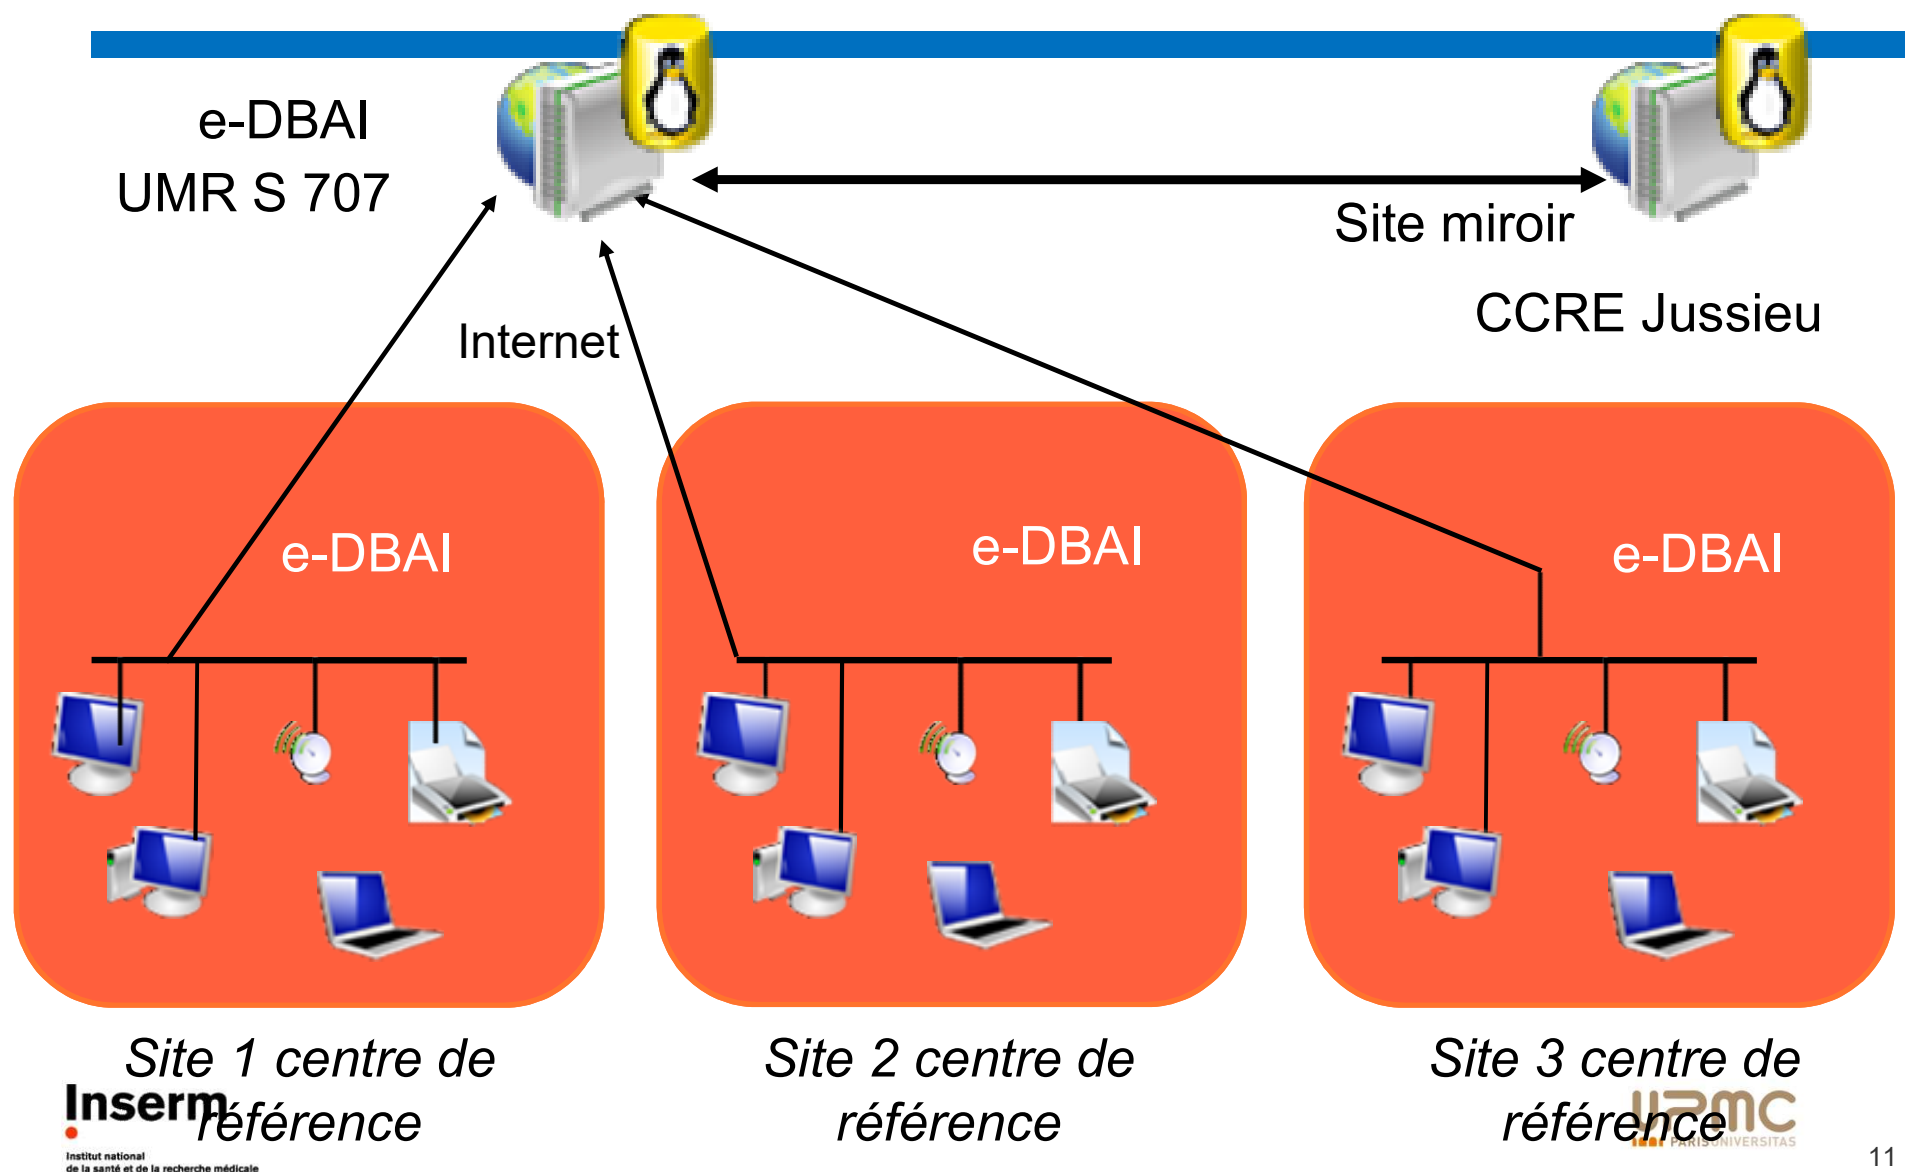 e-DBAI
UMR S 707
Site miroir
CCRE Jussieu
Internet
e-DBAI
e-DBAI
e-DBAI
Site 1 centre de
référence
Site 2 centre de
référence
Site 3 centre de
référence
Inserm
Institut national
de la santé et de la recherche médicale
UPMC
PARISUNIVERSITAS
11